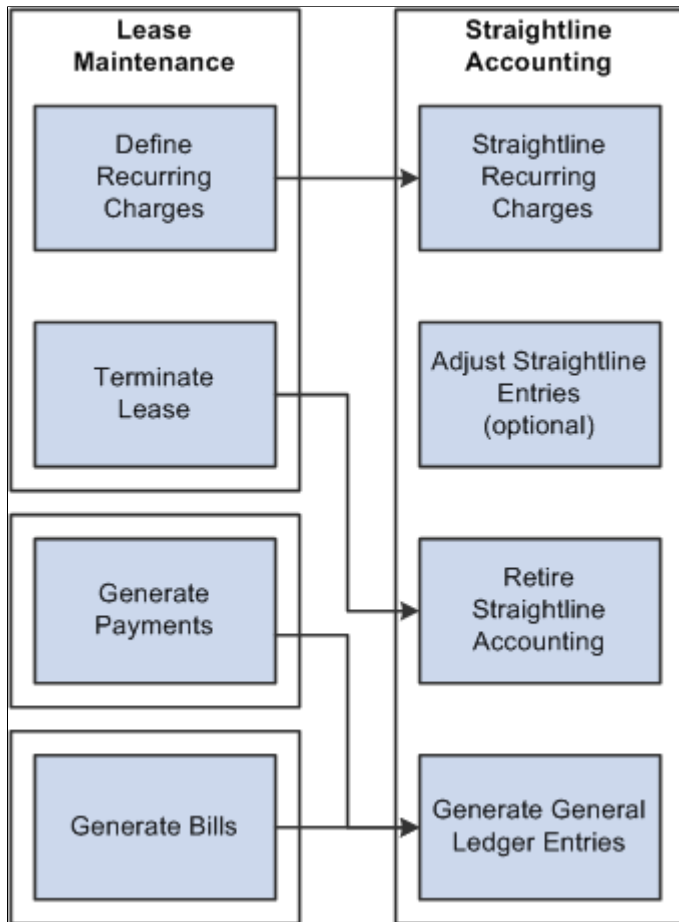 Lease
Maintenance
Define
Recurring
Charges
Terminate
Lease
Generate
Payments
Generate Bills
Straightline
Accounting
Straightline
Recurring
Charges
Adjust Straightline
Entries
(optional)
Retire
Straightline
Accounting
Generate General
Ledger Entries